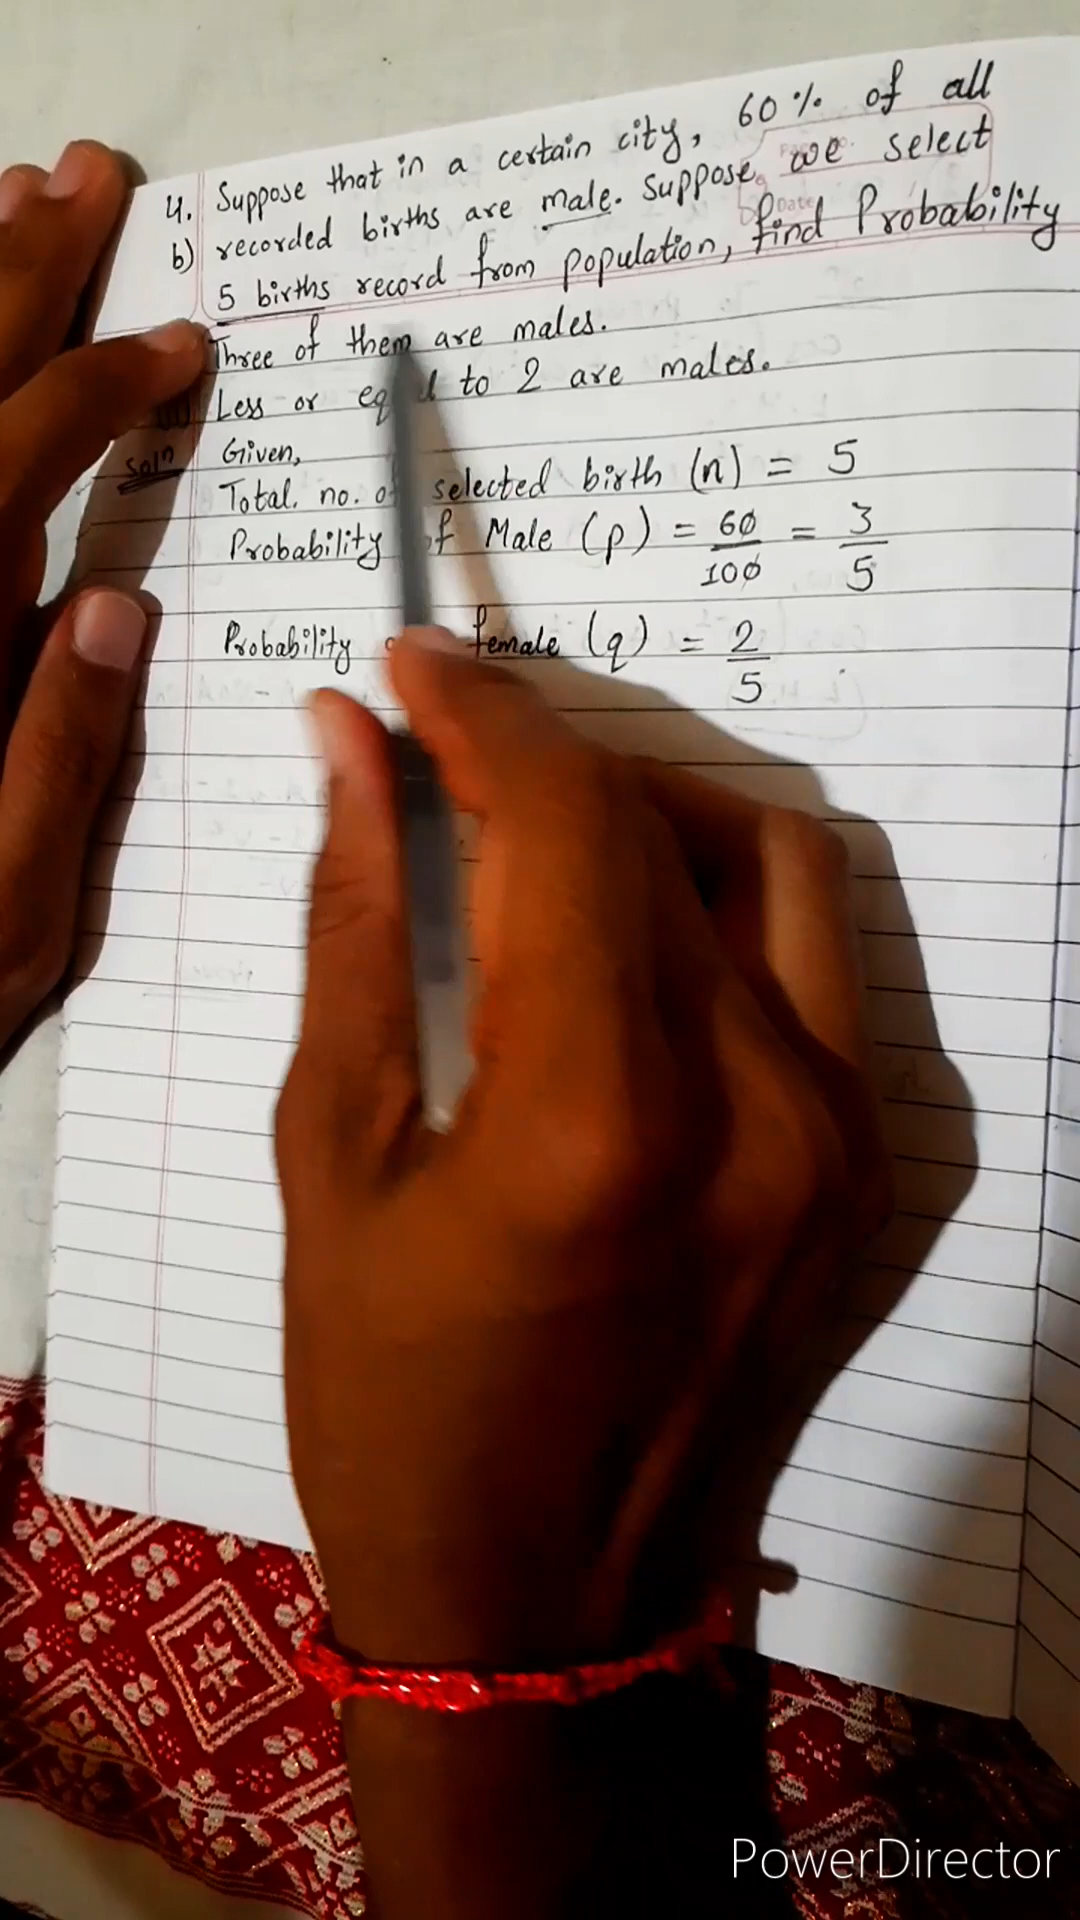 4. Suppose that in a certain city, 60% of all
b) recorded births are male. Suppose we select
5 births record from population, find Probability
Three of them are males.
Less or to 2 are males.
Soln Given,
Total. no. selected birth (n) = 5
Probability of Male (p) = 60/100 = 3/5
Probability female (q) = 2/5
Date
PowerDirector